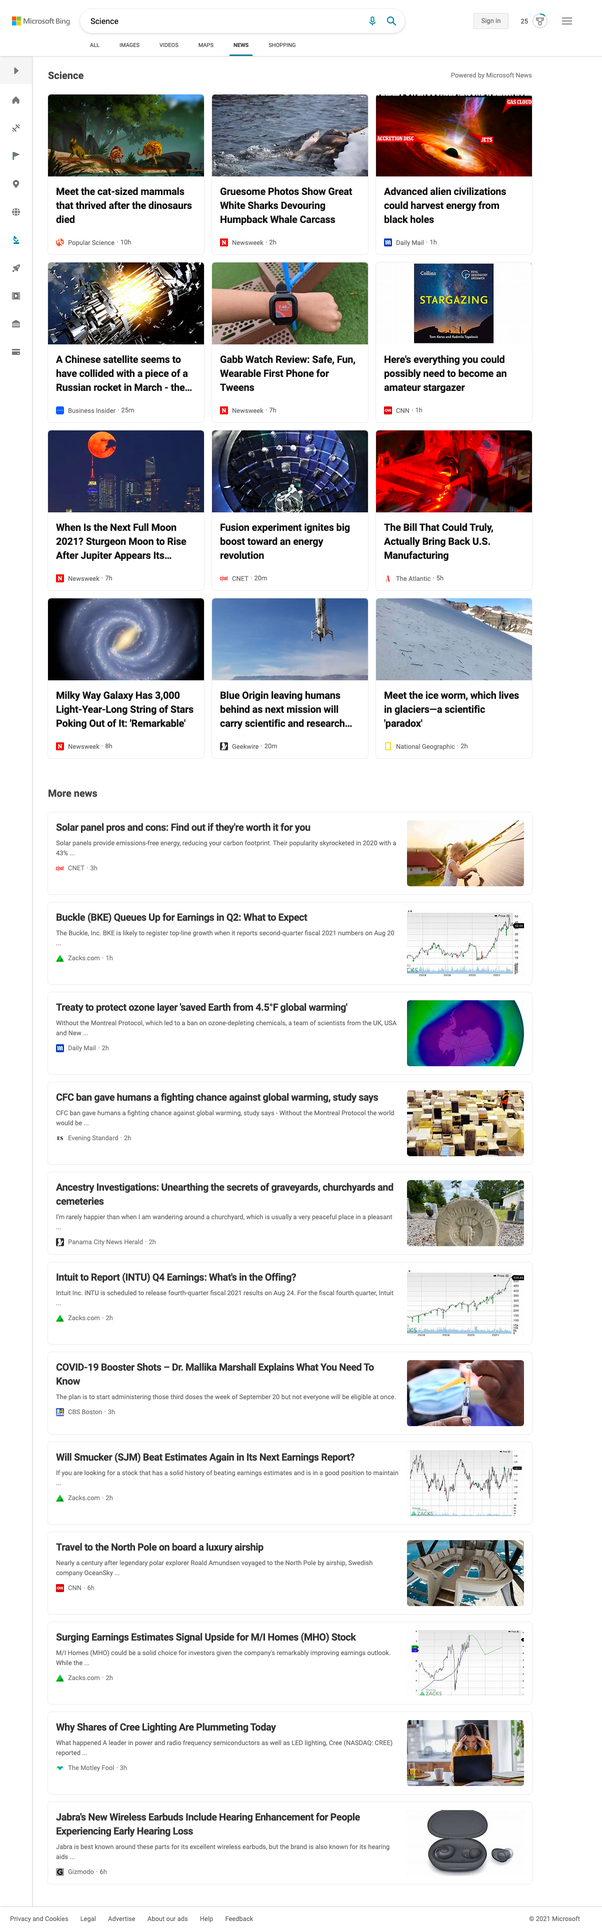 Microsoft Bing
Science
Sign in
25
ALL IMAGES VIDEOS MAPS NEWS SHOPPING
Science
Powered by Microsoft News
Meet the cat-sized mammals
that thrived after the dinosaurs
died
Popular Science · 10h
Gruesome Photos Show Great
White Sharks Devouring
Humpback Whale Carcass
Newsweek · 2h
GAS CLOUD
ACCRETION DISC
JETS
Advanced alien civilizations
could harvest energy from
black holes
Daily Mail · 1h
A Chinese satellite seems to
have collided with a piece of a
Russian rocket in March - the...
Business Insider · 25m
Gabb Watch Review: Safe, Fun,
Wearable First Phone for
Tweens
Newsweek · 7h
Collins
STARGAZING
Here's everything you could
possibly need to become an
amateur stargazer
CNN · 1h
When Is the Next Full Moon
2021? Sturgeon Moon to Rise
After Jupiter Appears Its...
Newsweek · 7h
Fusion experiment ignites big
boost toward an energy
revolution
CNET · 20m
The Bill That Could Truly,
Actually Bring Back U.S.
Manufacturing
The Atlantic · 5h
Milky Way Galaxy Has 3,000
Light-Year-Long String of Stars
Poking Out of It: 'Remarkable'
Newsweek · 8h
Blue Origin leaving humans
behind as next mission will
carry scientific and research...
Geekwire · 20m
Meet the ice worm, which lives
in glaciers—a scientific
'paradox'
National Geographic · 2h
More news
Solar panel pros and cons: Find out if they're worth it for you
Solar panels provide emissions-free energy, reducing your carbon footprint. Their popularity skyrocketed in 2020 with a
43% ...
CNET · 3h
Buckle (BKE) Queues Up for Earnings in Q2: What to Expect
The Buckle, Inc. BKE is likely to register top-line growth when it reports second-quarter fiscal 2021 numbers on Aug 20
...
Zacks.com · 1h
Treaty to protect ozone layer 'saved Earth from 4.5°F global warming'
Without the Montreal Protocol, which led to a ban on ozone-depleting chemicals, a team of scientists from the UK, USA
and New ...
Daily Mail · 2h
CFC ban gave humans a fighting chance against global warming, study says
CFC ban gave humans a fighting chance against global warming, study says - Without the Montreal Protocol the world
would be ...
ES Evening Standard · 2h
Ancestry Investigations: Unearthing the secrets of graveyards, churchyards and
cemeteries
I'm rarely happier than when I am wandering around a churchyard, which is usually a very peaceful place in a pleasant
...
Panama City News Herald · 2h
Intuit to Report (INTU) Q4 Earnings: What's in the Offing?
Intuit Inc. INTU is scheduled to release fourth-quarter fiscal 2021 results on Aug 24. For the fiscal fourth quarter, Intuit
...
Zacks.com · 2h
COVID-19 Booster Shots – Dr. Mallika Marshall Explains What You Need To
Know
The plan is to start administering those third doses the week of September 20 but not everyone will be eligible at once.
CBS Boston · 3h
Will Smucker (SJM) Beat Estimates Again in Its Next Earnings Report?
If you are looking for a stock that has a solid history of beating earnings estimates and is in a good position to maintain
...
Zacks.com · 2h
ZACKS
Travel to the North Pole on board a luxury airship
Nearly a century after legendary polar explorer Roald Amundsen voyaged to the North Pole by airship, Swedish
company OceanSky ...
CNN · 6h
Surging Earnings Estimates Signal Upside for M/I Homes (MHO) Stock
M/I Homes (MHO) could be a solid choice for investors given the company's remarkably improving earnings outlook.
While the ...
Zacks.com · 2h
ZACKS
Why Shares of Cree Lighting Are Plummeting Today
What happened A leader in power and radio frequency semiconductors as well as LED lighting, Cree (NASDAQ: CREE)
reported ...
The Motley Fool · 3h
Jabra's New Wireless Earbuds Include Hearing Enhancement for People
Experiencing Early Hearing Loss
Jabra is best known around these parts for its excellent wireless earbuds, but the brand is also known for its hearing
aids ...
Gizmodo · 6h
Privacy and Cookies Legal Advertise About our ads Help Feedback
© 2021 Microsoft